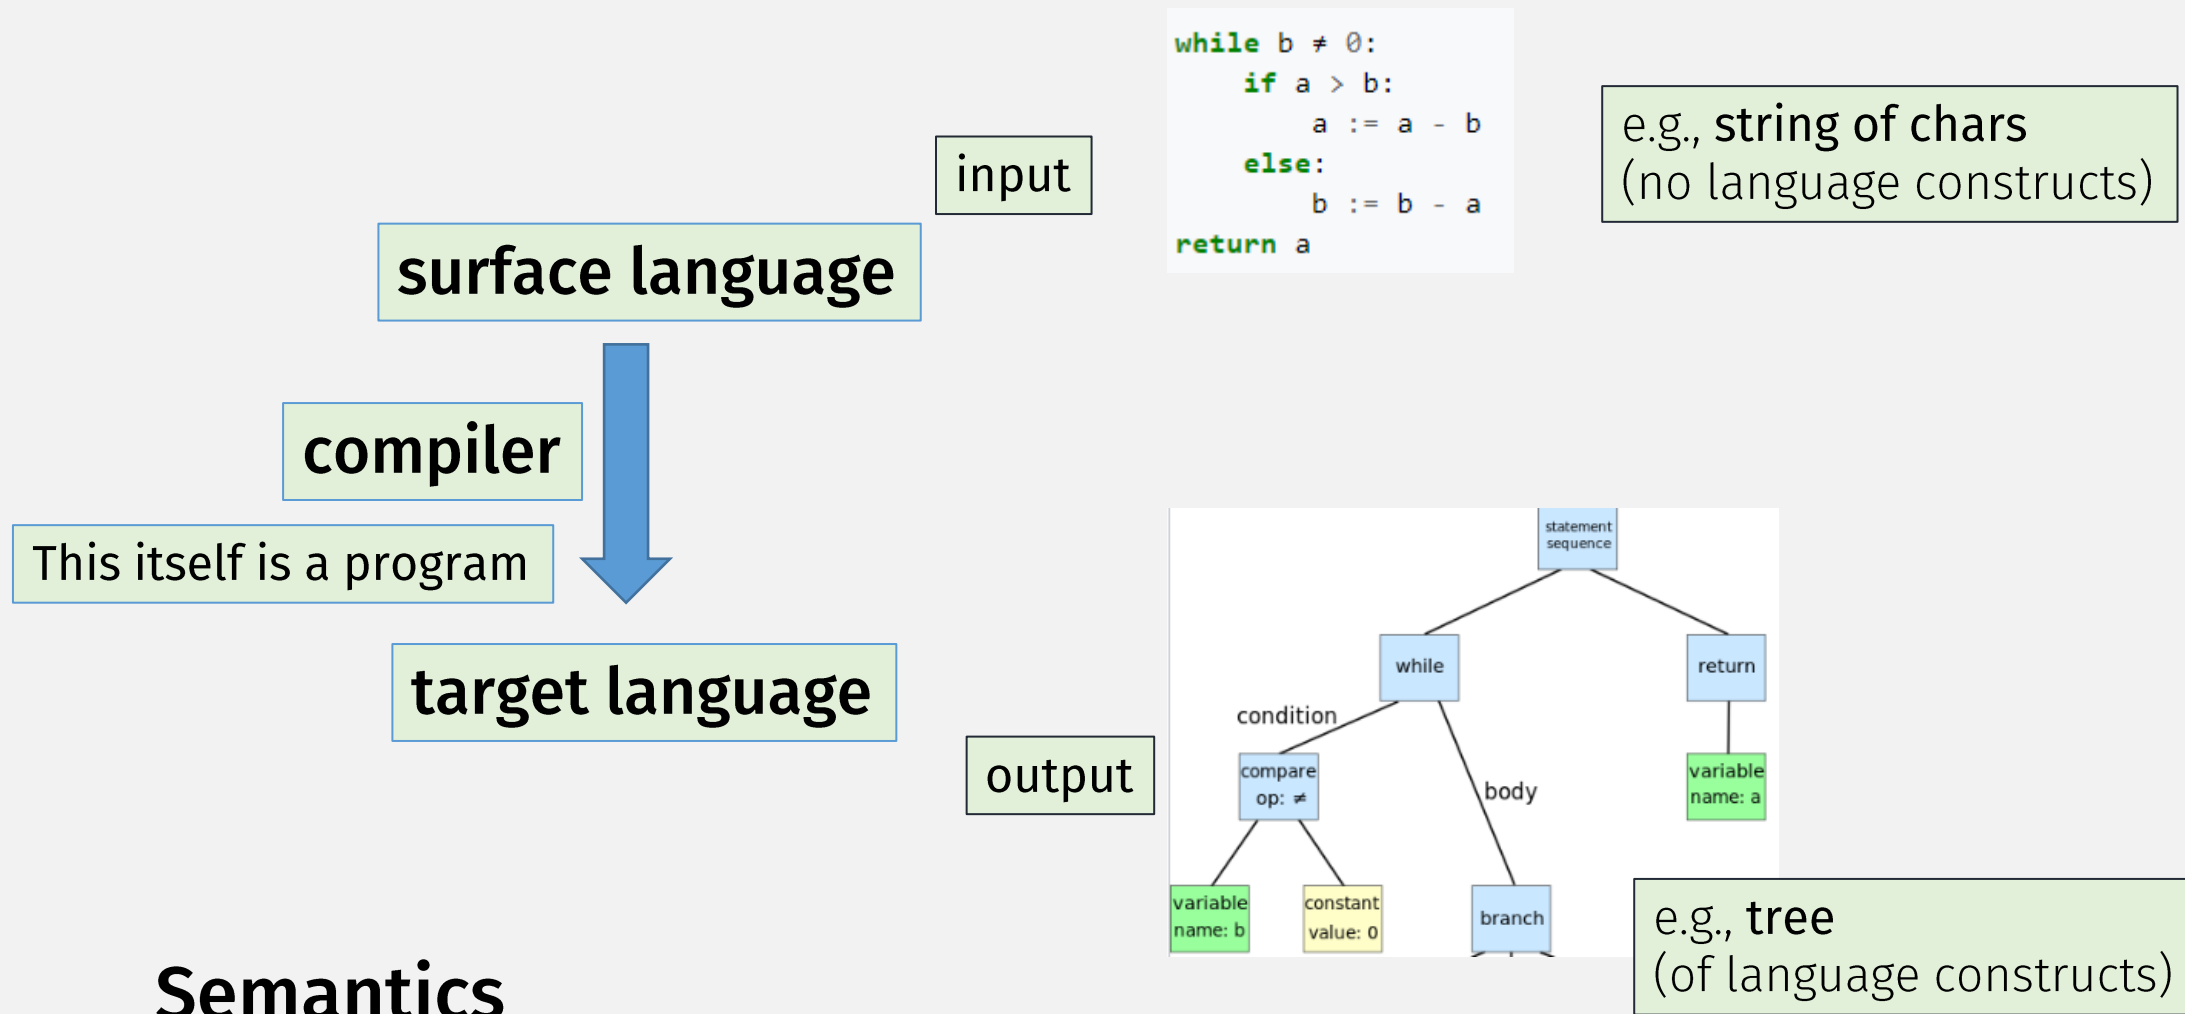 while b ≠ 0:
if a > b:
a := a - b
else:
b := b - a
return a
e.g., string of chars
(no language constructs)
input
surface language
compiler
This itself is a program
target language
output
statement
sequence
while
return
condition
compare
op: ≠
body
variable
name: a
variable
name: b
constant
value: 0
branch
e.g., tree
(of language constructs)
Semantics